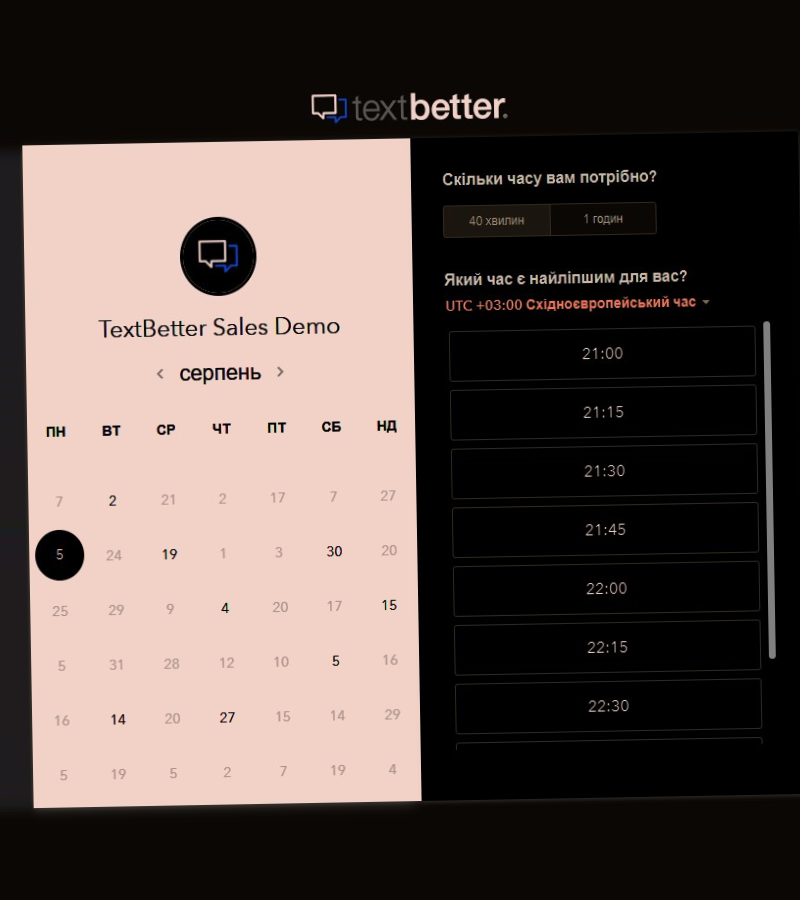 textbetter.
TextBetter Sales Demo
серпень
ПН ВТ СР ЧТ ПТ СБ НД
7 2 21 2 17 7 27
5 24 19 1 3 30 20
25 29 9 4 20 17 15
5 31 28 12 10 5 16
16 14 20 27 15 14 29
5 19 5 2 7 19 4
Скільки часу вам потрібно?
40 хвилин 1 годин
Який час є найліпшим для вас?
UTC +03:00 Східноєвропейський час
21:00
21:15
21:30
21:45
22:00
22:15
22:30